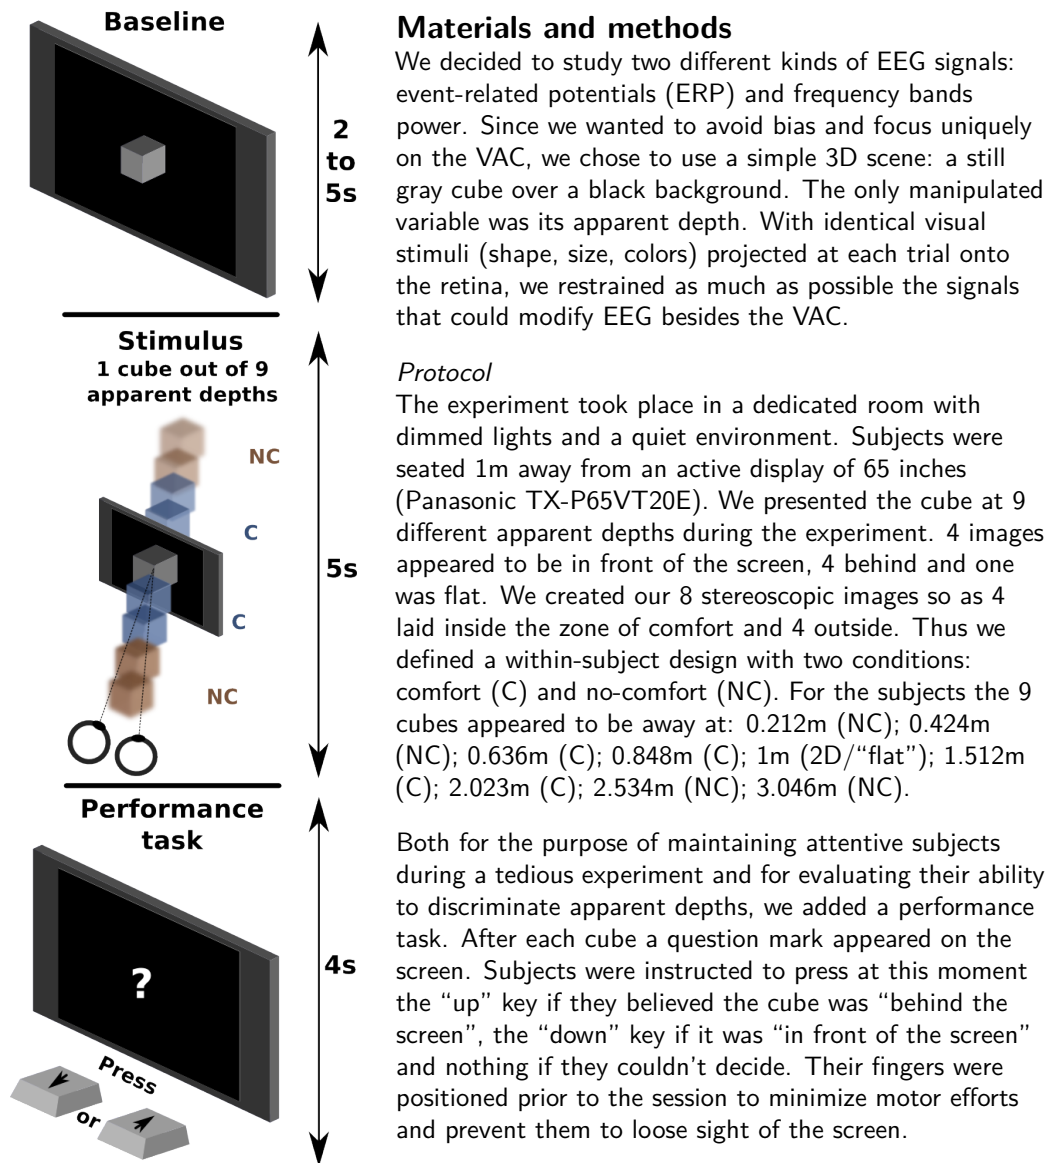 Baseline
2
to
5s
Stimulus
1 cube out of 9
apparent depths
NC
C
C
NC
5s
Performance
task
?
4s
Press
or
Materials and methods
We decided to study two different kinds of EEG signals:
event-related potentials (ERP) and frequency bands
power. Since we wanted to avoid bias and focus uniquely
on the VAC, we chose to use a simple 3D scene: a still
gray cube over a black background. The only manipulated
variable was its apparent depth. With identical visual
stimuli (shape, size, colors) projected at each trial onto
the retina, we restrained as much as possible the signals
that could modify EEG besides the VAC.
Protocol
The experiment took place in a dedicated room with
dimmed lights and a quiet environment. Subjects were
seated 1m away from an active display of 65 inches
(Panasonic TX-P65VT20E). We presented the cube at 9
different apparent depths during the experiment. 4 images
appeared to be in front of the screen, 4 behind and one
was flat. We created our 8 stereoscopic images so as 4
laid inside the zone of comfort and 4 outside. Thus we
defined a within-subject design with two conditions:
comfort (C) and no-comfort (NC). For the subjects the 9
cubes appeared to be away at: 0.212m (NC); 0.424m
(NC); 0.636m (C); 0.848m (C); 1m (2D/“flat”); 1.512m
(C); 2.023m (C); 2.534m (NC); 3.046m (NC).
Both for the purpose of maintaining attentive subjects
during a tedious experiment and for evaluating their ability
to discriminate apparent depths, we added a performance
task. After each cube a question mark appeared on the
screen. Subjects were instructed to press at this moment
the “up” key if they believed the cube was “behind the
screen”, the “down” key if it was “in front of the screen”
and nothing if they couldn't decide. Their fingers were
positioned prior to the session to minimize motor efforts
and prevent them to loose sight of the screen.